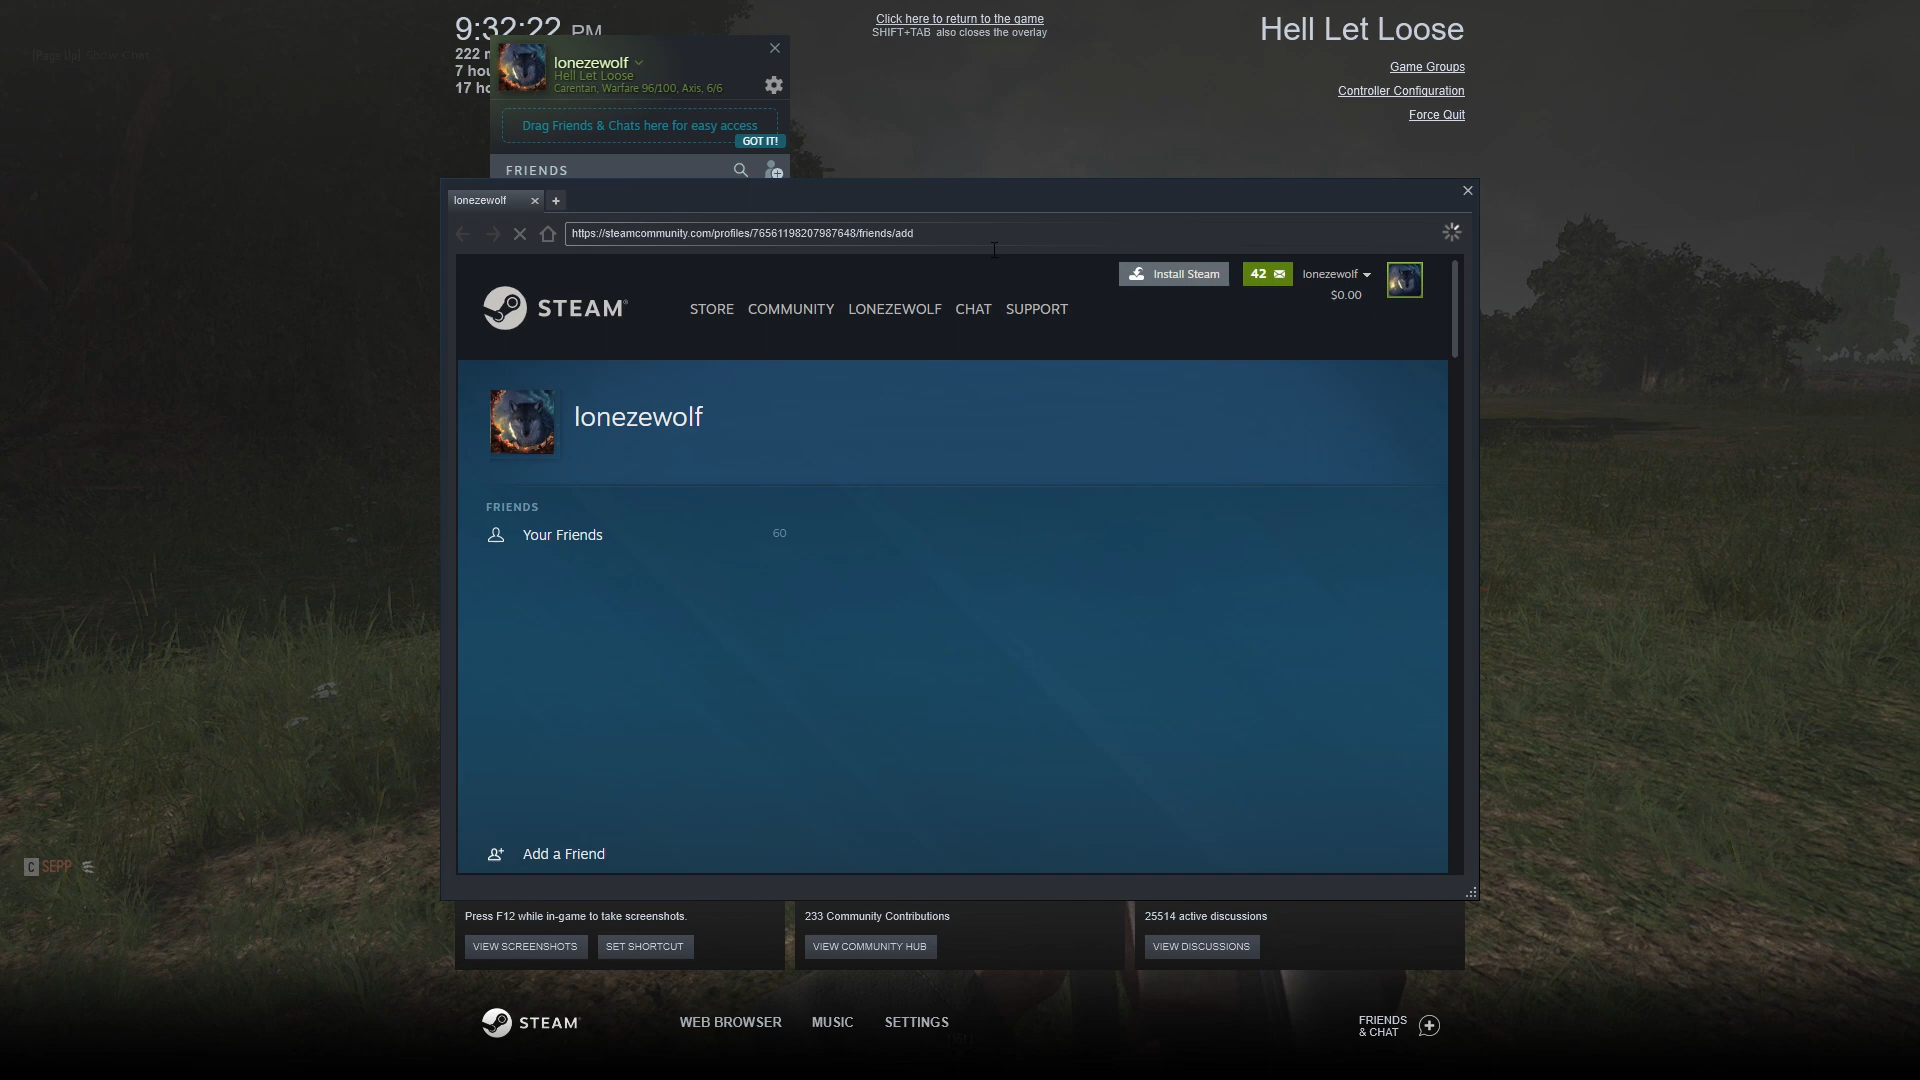 9:32:22 PM
Click here to return to the game
SHIFT+TAB also closes the overlay
Hell Let Loose
[Page Up] Show Chat
222
7
17
lonezewolf
Hell Let Loose
Carentan, Warfare 96/100, Axis, 6/6
Game Groups
Controller Configuration
Force Quit
Drag Friends & Chats here for easy access
GOT IT!
FRIENDS
lonezewolf
https://steamcommunity.com/profiles/76561198207987648/friends/add
Install Steam
42
lonezewolf
$0.00
STEAM®
STORE COMMUNITY LONEZEWOLF CHAT SUPPORT
lonezewolf
FRIENDS
Your Friends 60
Add a Friend
C SEPP
Press F12 while in-game to take screenshots.
VIEW SCREENSHOTS SET SHORTCUT
233 Community Contributions
VIEW COMMUNITY HUB
25514 active discussions
VIEW DISCUSSIONS
STEAM
WEB BROWSER MUSIC SETTINGS
FRIENDS
& CHAT